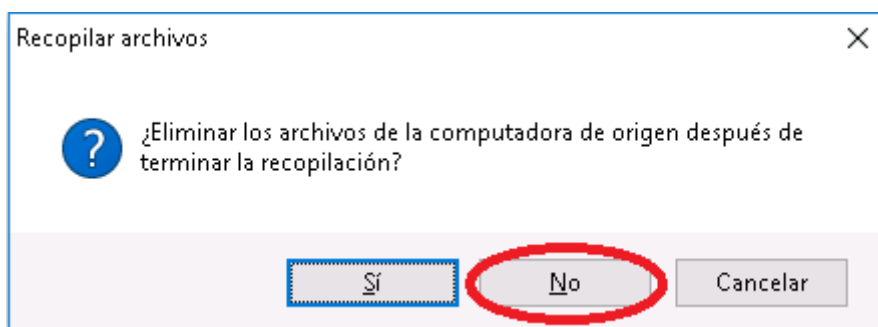 Recopilar archivos
¿Eliminar los archivos de la computadora de origen después de
terminar la recopilación?
Sí
No
Cancelar